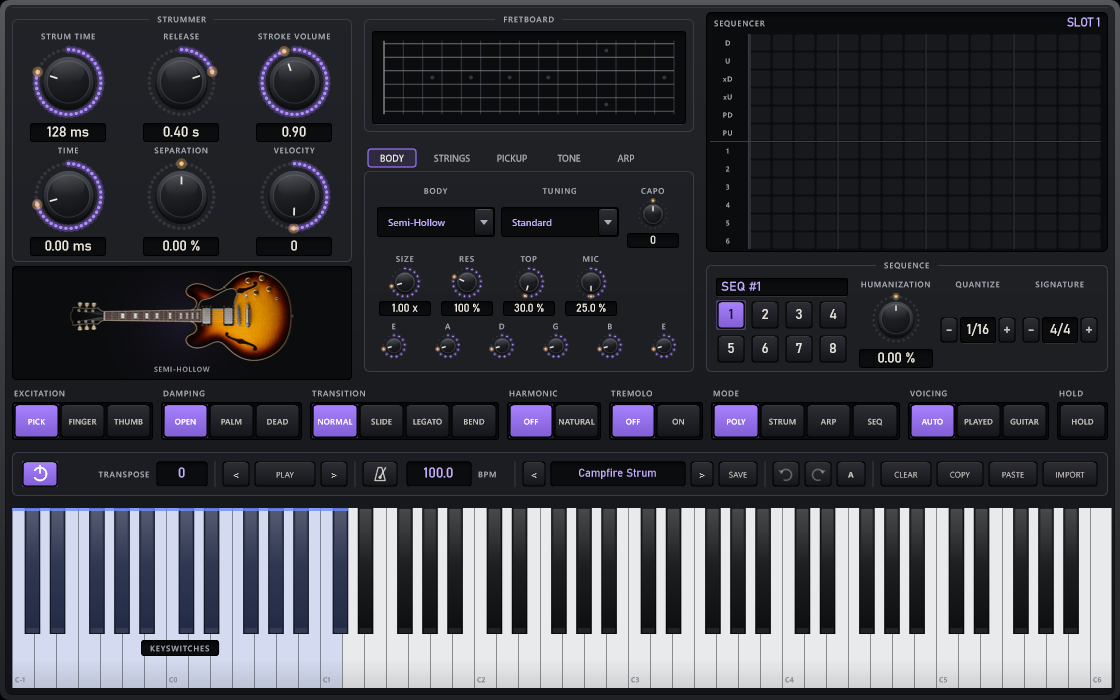 STRUMMER
STRUM TIME RELEASE STROKE VOLUME
128 ms 0.40 s 0.90
TIME SEPARATION VELOCITY
0.00 ms 0.00 % 0
SEMI-HOLLOW
FRETBOARD
BODY STRINGS PICKUP TONE ARP
BODY TUNING CAPO
Semi-Hollow Standard
0
SIZE RES TOP MIC
1.00 x 100 % 30.0 % 25.0 %
E A D G B E
SEQUENCER SLOT 1
D
U
xD
xU
PD
PU
1
2
3
4
5
6
SEQUENCE
SEQ #1 HUMANIZATION QUANTIZE SIGNATURE
1 2 3 4
- 1/16 + - 4/4 +
5 6 7 8
0.00 %
EXCITATION DAMPING TRANSITION HARMONIC TREMOLO MODE VOICING HOLD
PICK FINGER THUMB OPEN PALM DEAD NORMAL SLIDE LEGATO BEND OFF NATURAL OFF ON POLY STRUM ARP SEQ AUTO PLAYED GUITAR HOLD
TRANSPOSE 0 < PLAY > 100.0 BPM < Campfire Strum > SAVE A CLEAR COPY PASTE IMPORT
KEYSWITCHES
C-1 C0 C1 C2 C3 C4 C5 C6